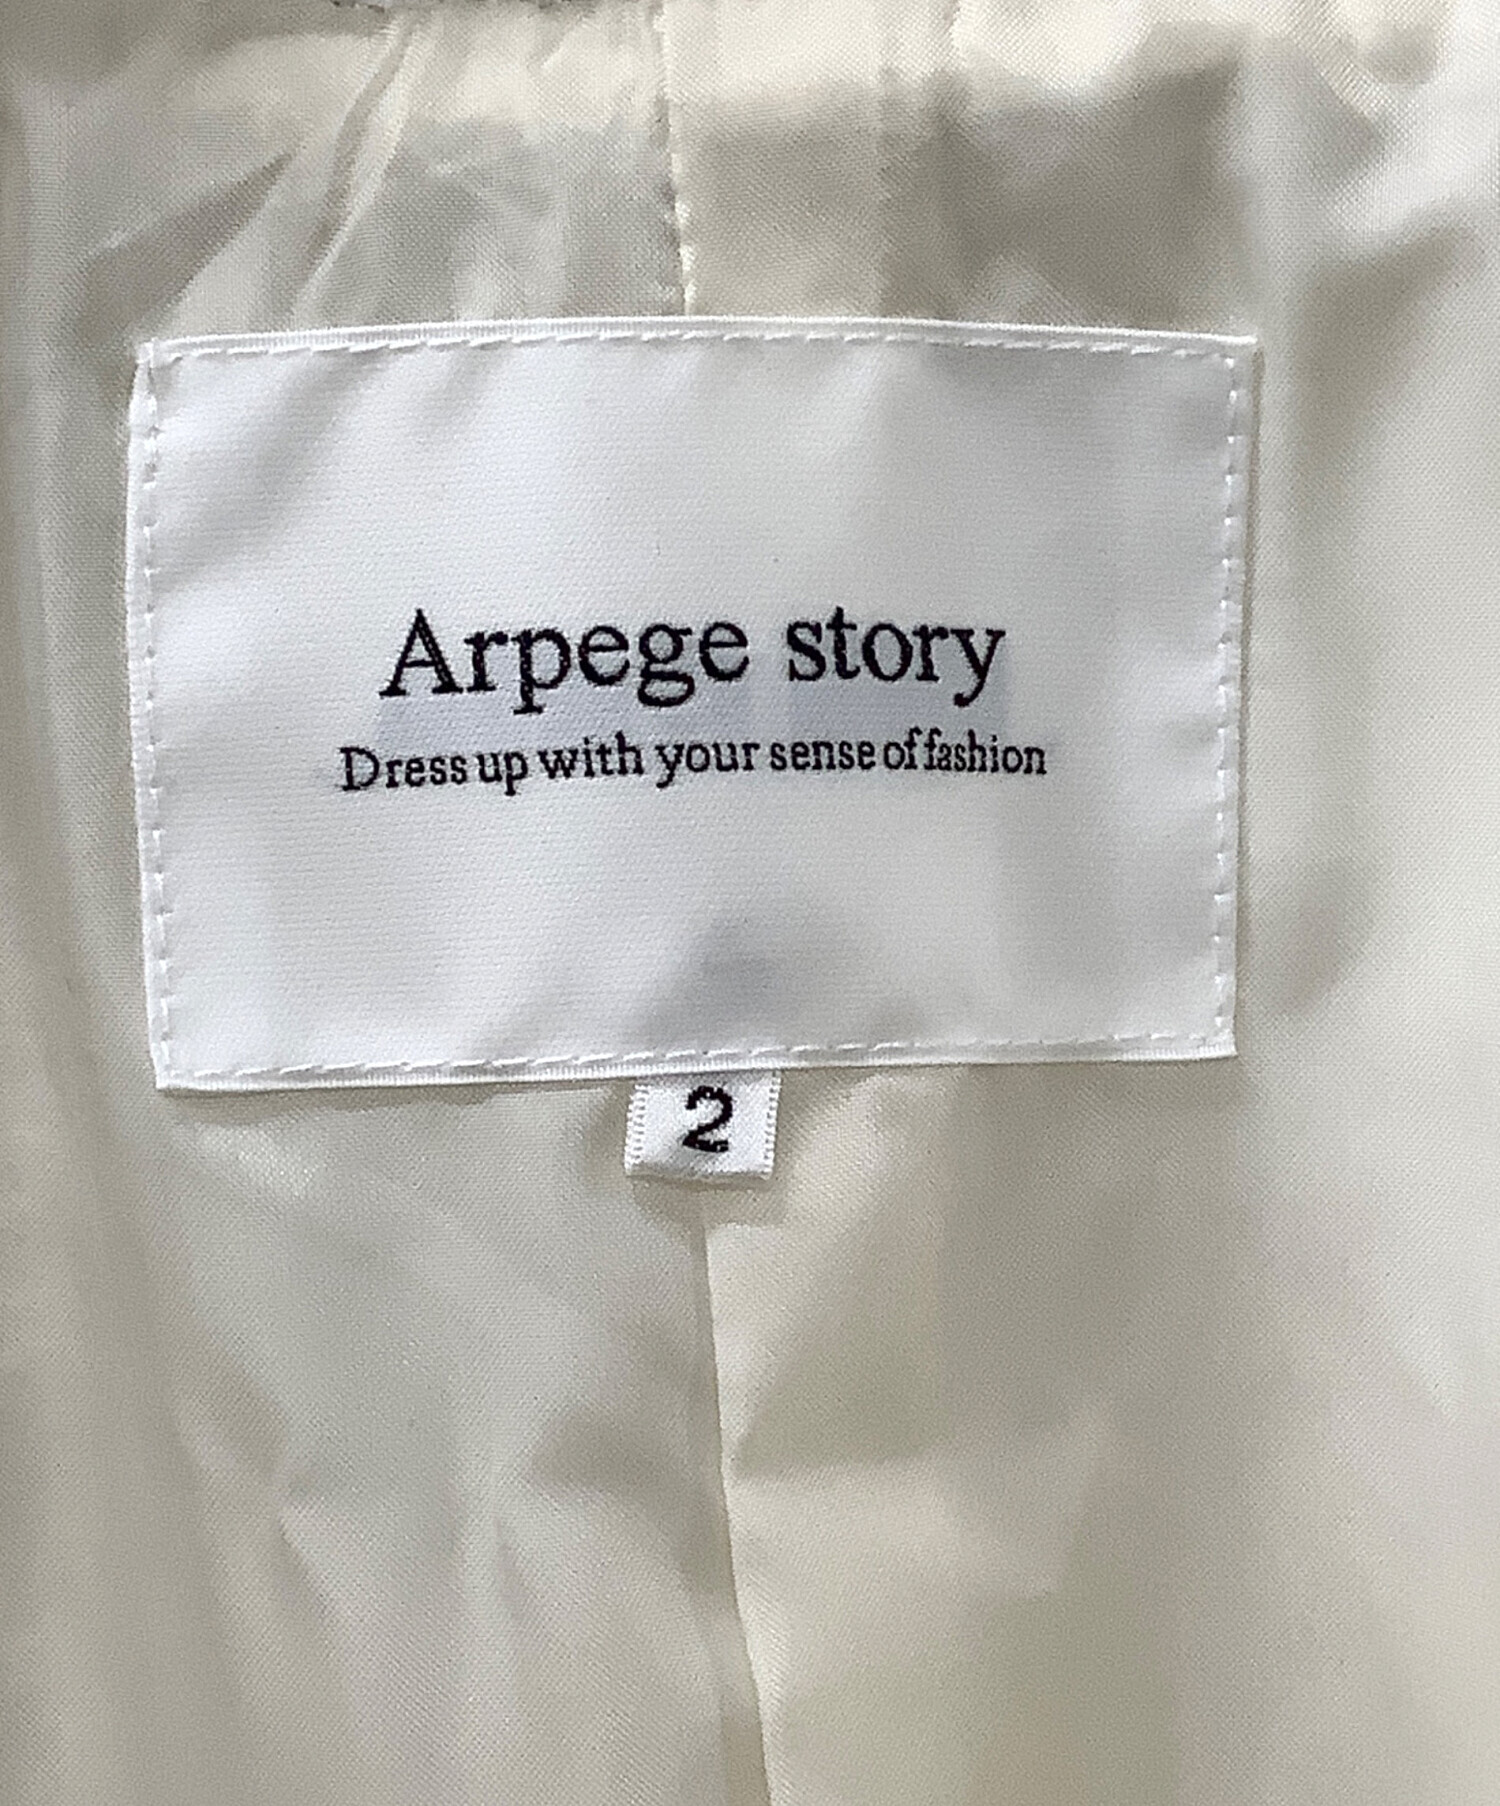 Arpege story
Dress up with your sense of fashion
2